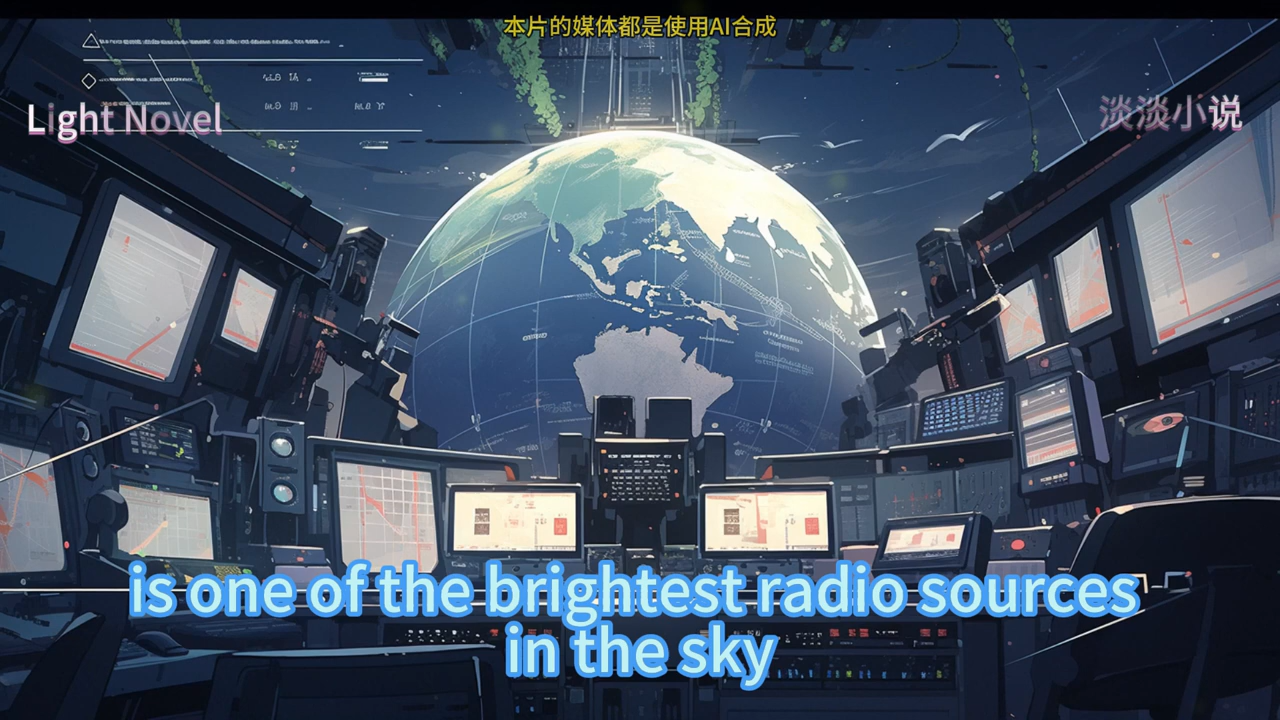 本片的媒体都是使用AI合成
Light Novel
淡淡小说
is one of the brightest radio sources
in the sky